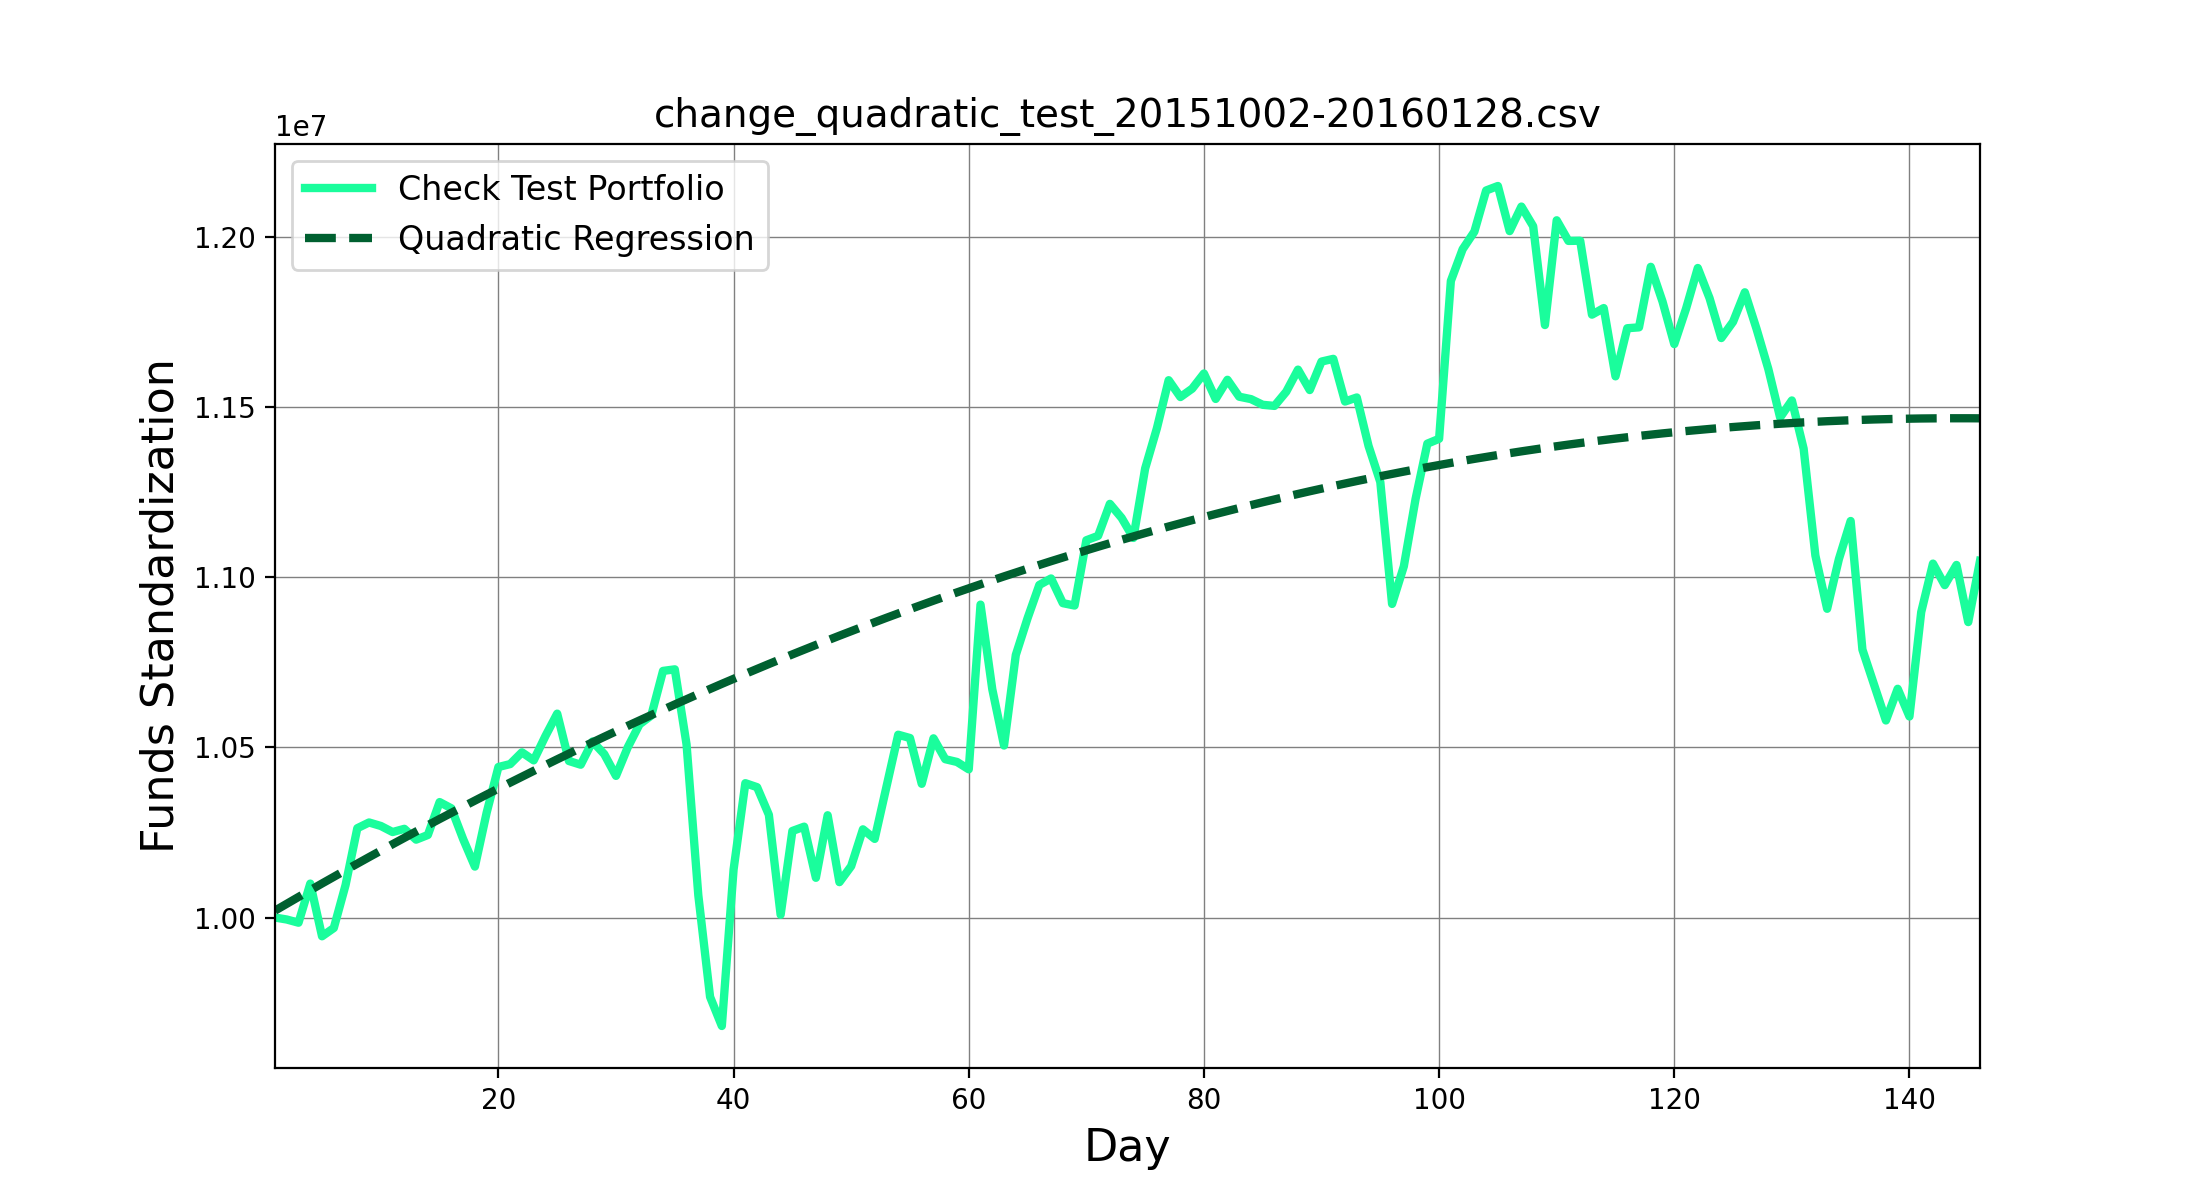 change_quadratic_test_20151002-20160128.csv
1e7
Check Test Portfolio
Quadratic Regression
Funds Standardization
1.20
1.15
1.10
1.05
1.00
20 40 60 80 100 120 140
Day